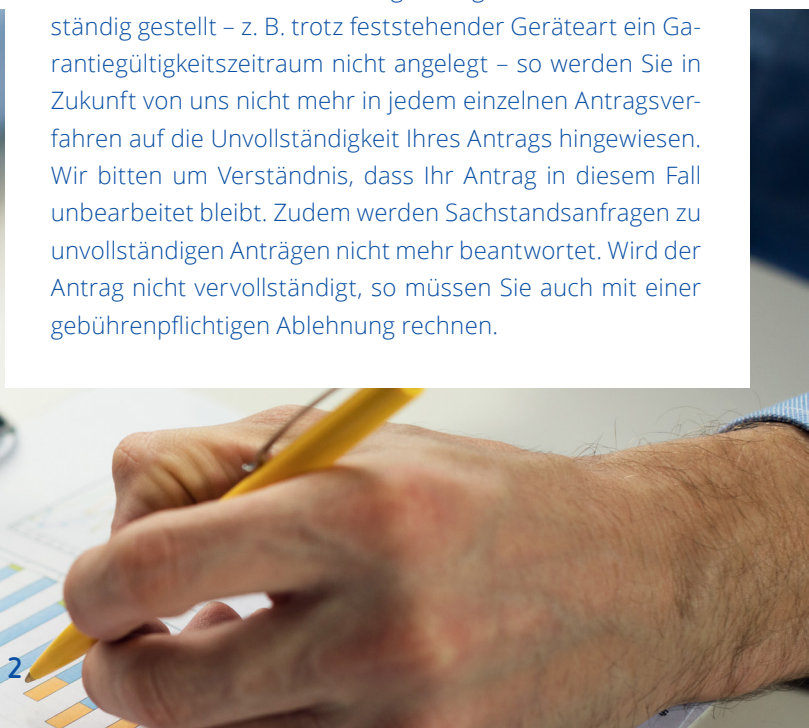 ständig gestellt – z. B. trotz feststehender Geräteart ein Ga-
rantiegültigkeitszeitraum nicht angelegt – so werden Sie in
Zukunft von uns nicht mehr in jedem einzelnen Antragsver-
fahren auf die Unvollständigkeit Ihres Antrags hingewiesen.
Wir bitten um Verständnis, dass Ihr Antrag in diesem Fall
unbearbeitet bleibt. Zudem werden Sachstandsanfragen zu
unvollständigen Anträgen nicht mehr beantwortet. Wird der
Antrag nicht vervollständigt, so müssen Sie auch mit einer
gebührenpflichtigen Ablehnung rechnen.
2